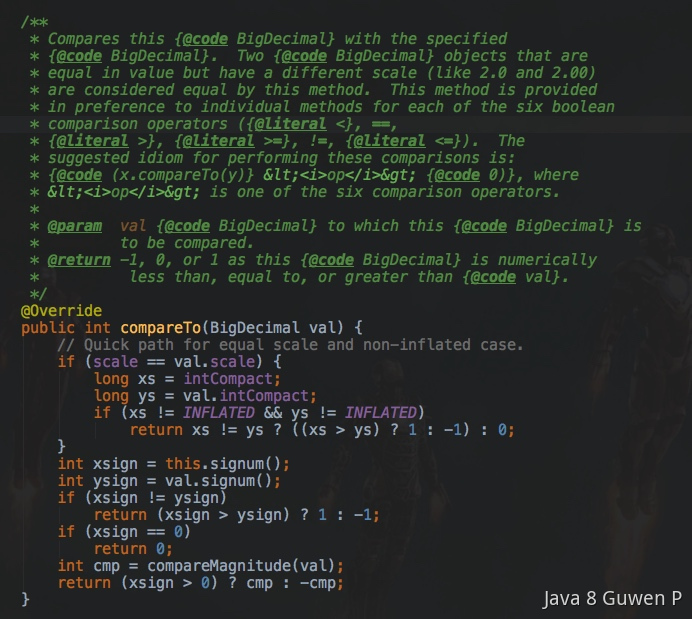 /**
 * Compares this {@code BigDecimal} with the specified
 * {@code BigDecimal}.  Two {@code BigDecimal} objects that are
 * equal in value but have a different scale (like 2.0 and 2.00)
 * are considered equal by this method.  This method is provided
 * in preference to individual methods for each of the six boolean
 * comparison operators ({@literal <}, ==,
 * {@literal >}, {@literal >=}, !=, {@literal <=}).  The
 * suggested idiom for performing these comparisons is:
 * {@code (x.compareTo(y)} &lt;<i>op</i>&gt; {@code 0)}, where
 * &lt;<i>op</i>&gt; is one of the six comparison operators.
 *
 * @param  val {@code BigDecimal} to which this {@code BigDecimal} is
 *         to be compared.
 * @return -1, 0, or 1 as this {@code BigDecimal} is numerically
 *          less than, equal to, or greater than {@code val}.
 */
@Override
public int compareTo(BigDecimal val) {
    // Quick path for equal scale and non-inflated case.
    if (scale == val.scale) {
        long xs = intCompact;
        long ys = val.intCompact;
        if (xs != INFLATED && ys != INFLATED)
            return xs != ys ? ((xs > ys) ? 1 : -1) : 0;
    }
    int xsign = this.signum();
    int ysign = val.signum();
    if (xsign != ysign)
        return (xsign > ysign) ? 1 : -1;
    if (xsign == 0)
        return 0;
    int cmp = compareMagnitude(val);
    return (xsign > 0) ? cmp : -cmp;
}
Java 8 Guwen P